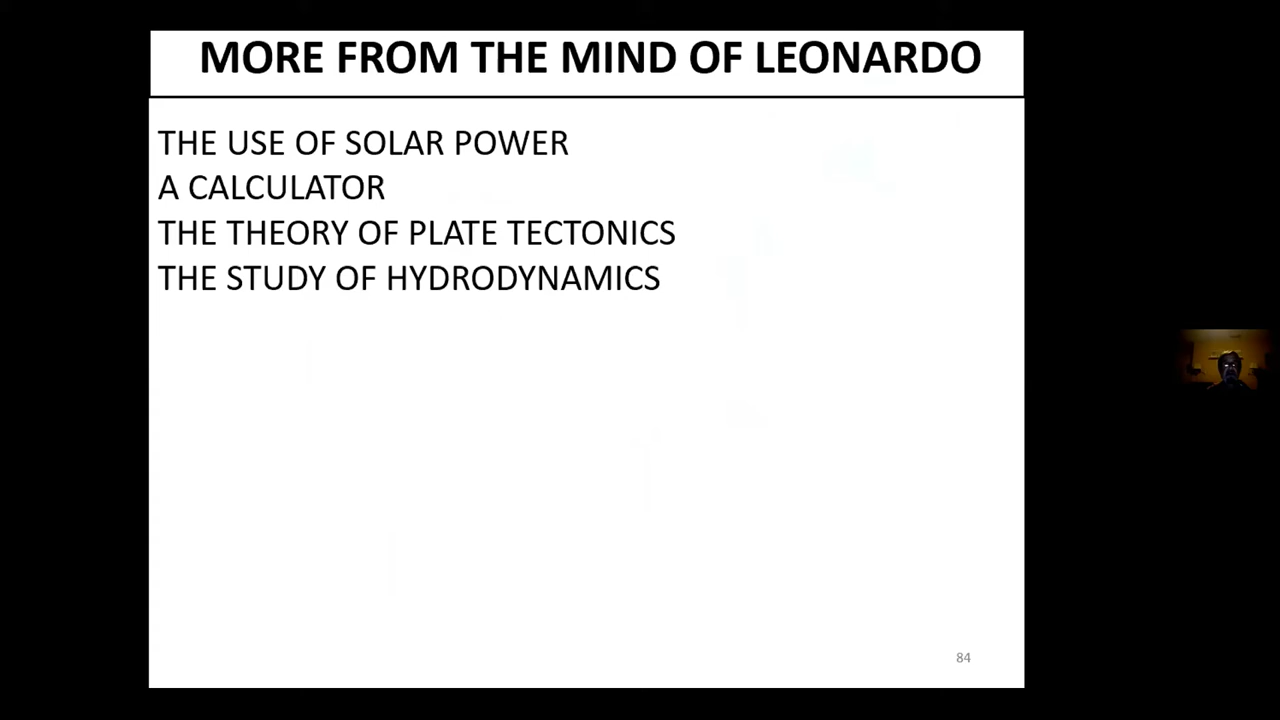 MORE FROM THE MIND OF LEONARDO
THE USE OF SOLAR POWER
A CALCULATOR
THE THEORY OF PLATE TECTONICS
THE STUDY OF HYDRODYNAMICS
84